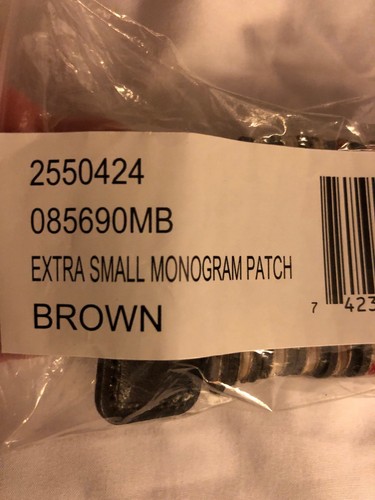 2550424
085690MB
EXTRA SMALL MONOGRAM PATCH
BROWN
7 423